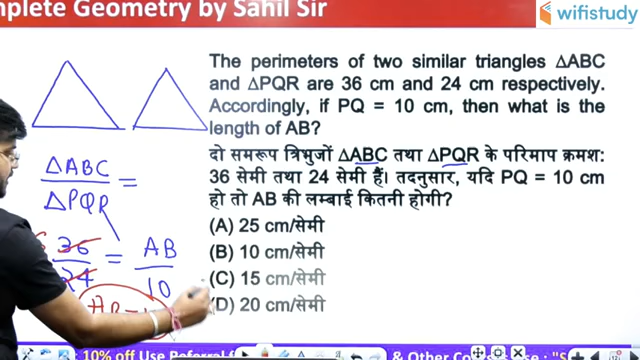 mplete Geometry by Sahil Sir
wifistudy
The perimeters of two similar triangles ΔABC
and ΔPQR are 36 cm and 24 cm respectively.
Accordingly, if PQ = 10 cm, then what is the
length of AB?
दो समरूप त्रिभुजों ΔABC तथा ΔPQR के परिमाप क्रमश:
36 सेमी तथा 24 सेमी हैं। तदनुसार, यदि PQ = 10 cm
हो तो AB की लम्बाई कितनी होगी?
(A) 25 cm/सेमी
(B) 10 cm/सेमी
(C) 15 cm/सेमी
(D) 20 cm/सेमी
ΔABC
ΔPQR
=
36
24
=
AB
10
10% off Use Referral
& Other